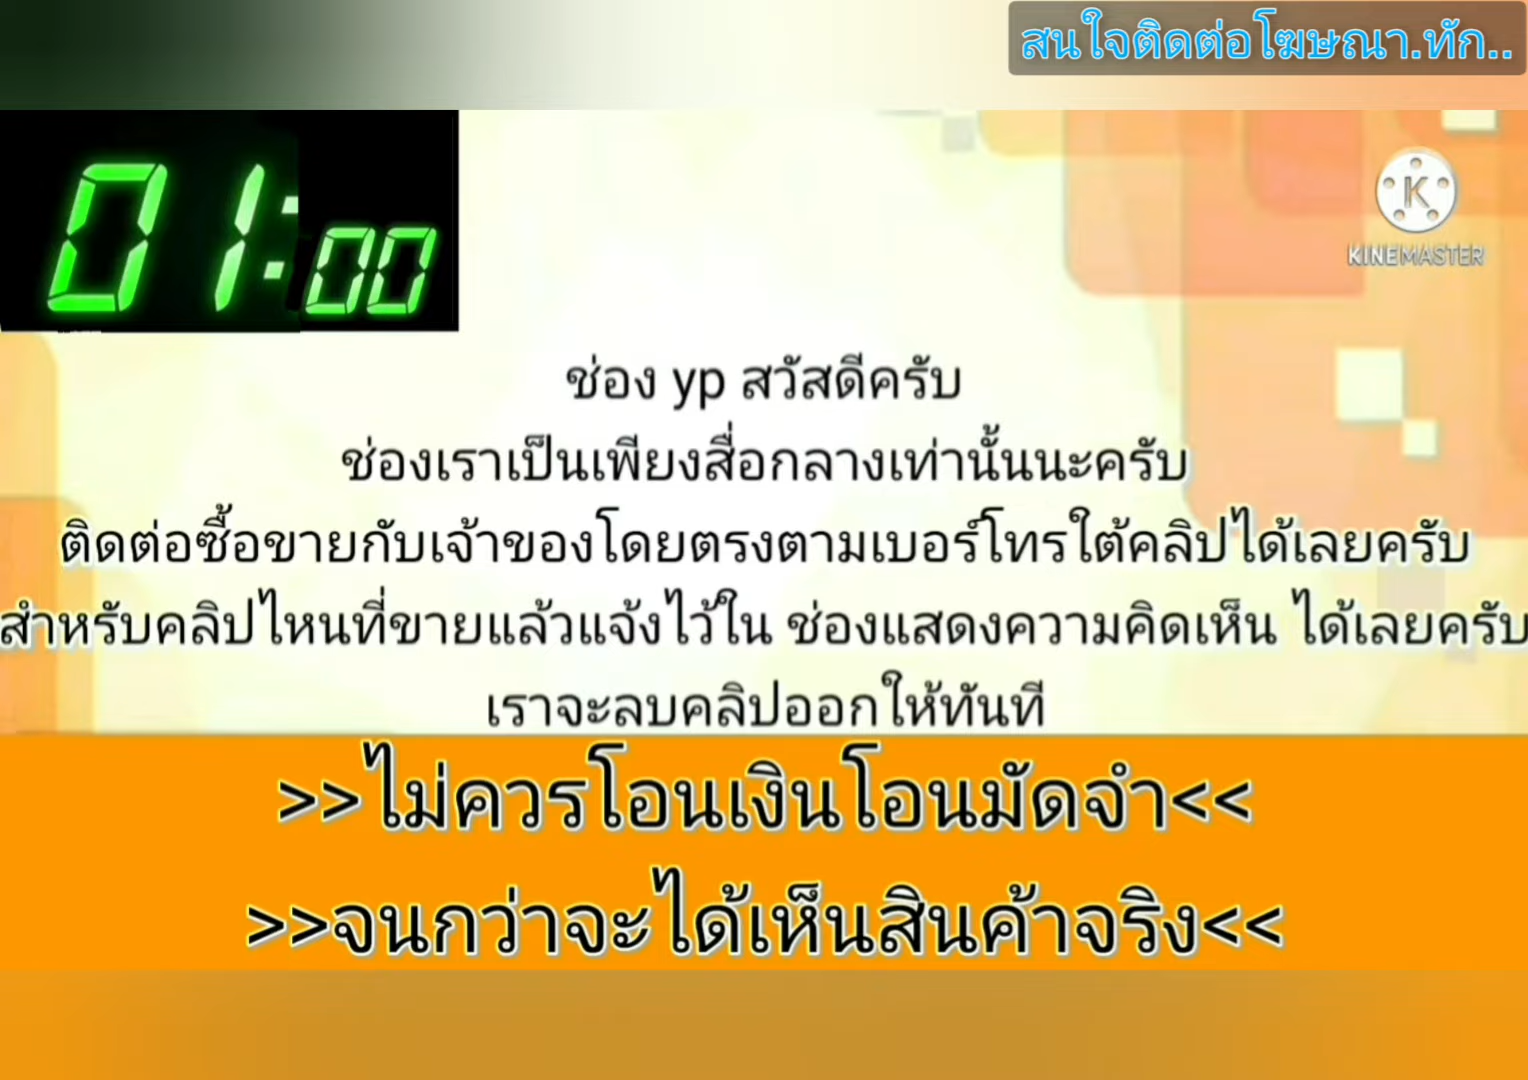 สนใจติดต่อโฆษณา.ทัก..
01:00
KINEMASTER
ช่อง yp สวัสดีครับ
ช่องเราเป็นเพียงสื่อกลางเท่านั้นนะครับ
ติดต่อซื้อขายกับเจ้าของโดยตรงตามเบอร์โทรใต้คลิปได้เลยครับ
สำหรับคลิปไหนที่ขายแล้วแจ้งไว้ใน ช่องแสดงความคิดเห็น ได้เลยครับ
เราจะลบคลิปออกให้ทันที
>>ไม่ควรโอนเงินโอนมัดจำ<<
>>จนกว่าจะได้เห็นสินค้าจริง<<